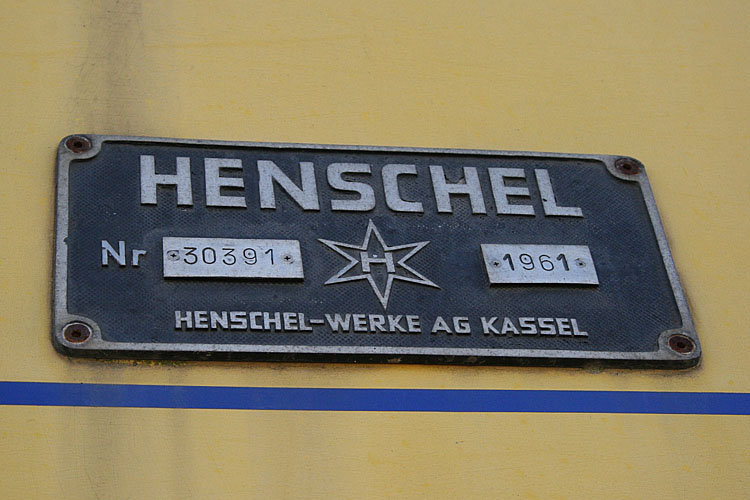 HENSCHEL
Nr 30391 H 1961
HENSCHEL-WERKE AG KASSEL